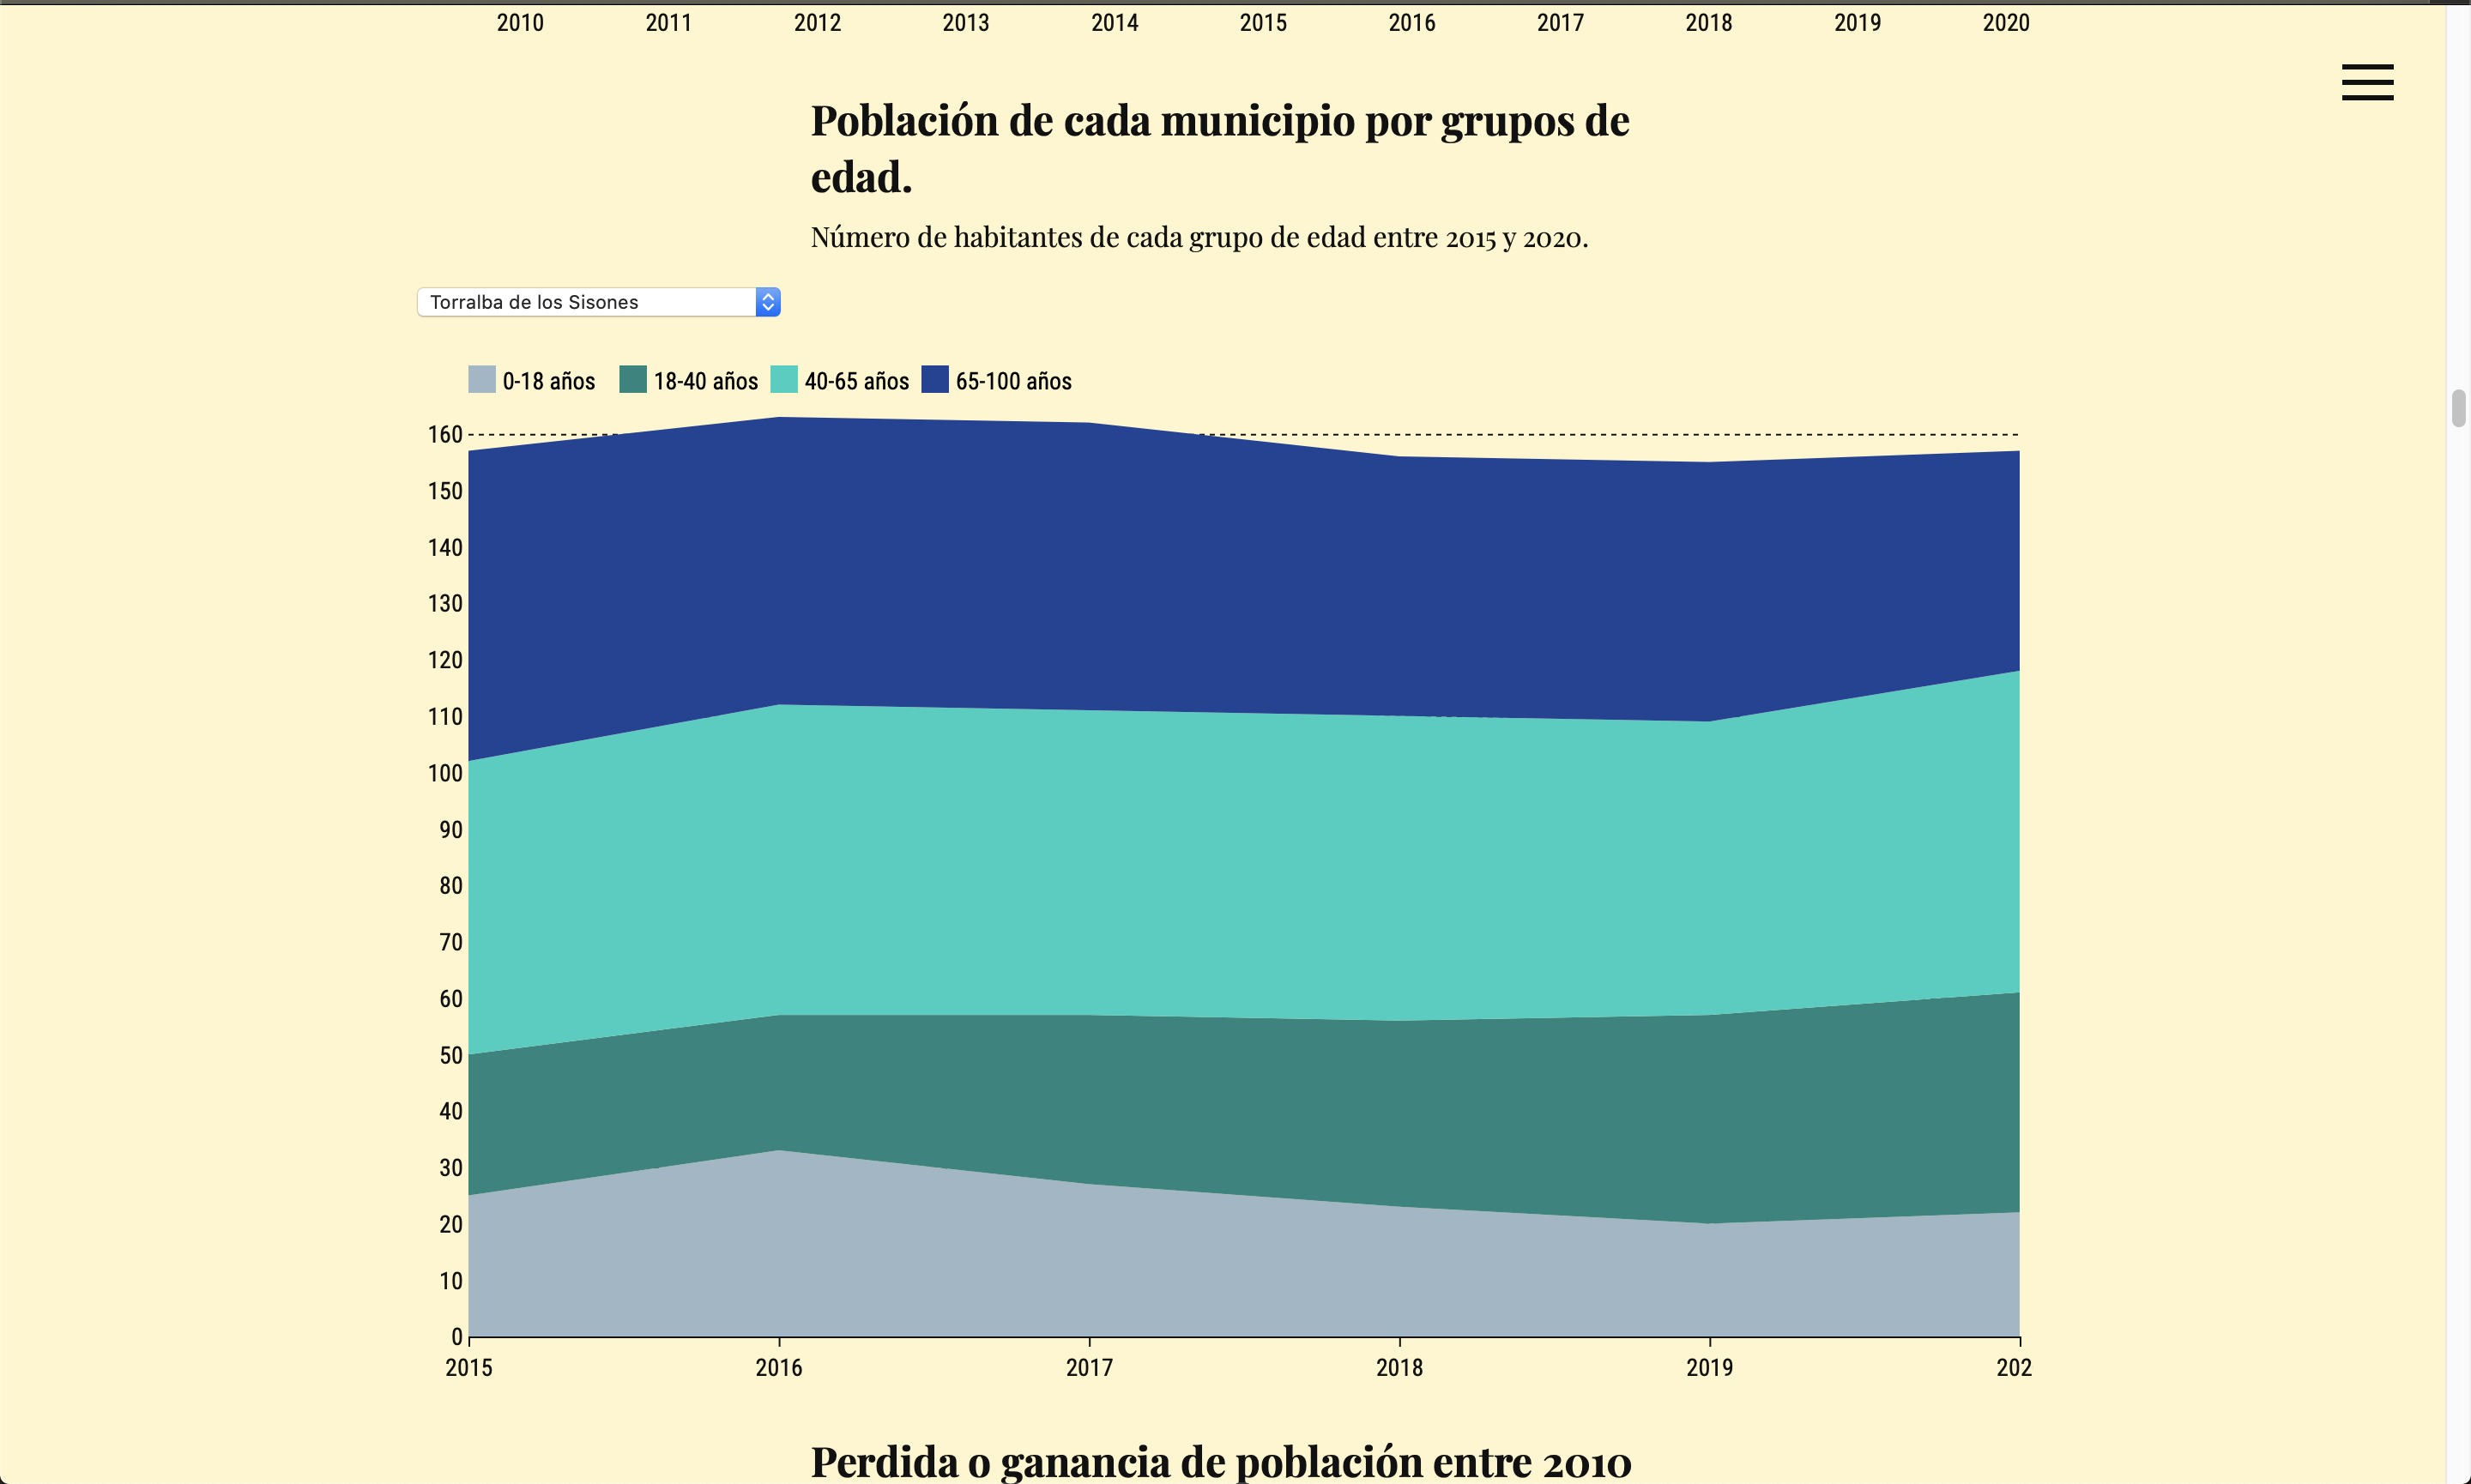 2010 2011 2012 2013 2014 2015 2016 2017 2018 2019 2020
Población de cada municipio por grupos de
edad.
Número de habitantes de cada grupo de edad entre 2015 y 2020.
Torralba de los Sisones
0-18 años 18-40 años 40-65 años 65-100 años
160
150
140
130
120
110
100
90
80
70
60
50
40
30
20
10
0
2015 2016 2017 2018 2019 202
Perdida o ganancia de población entre 2010